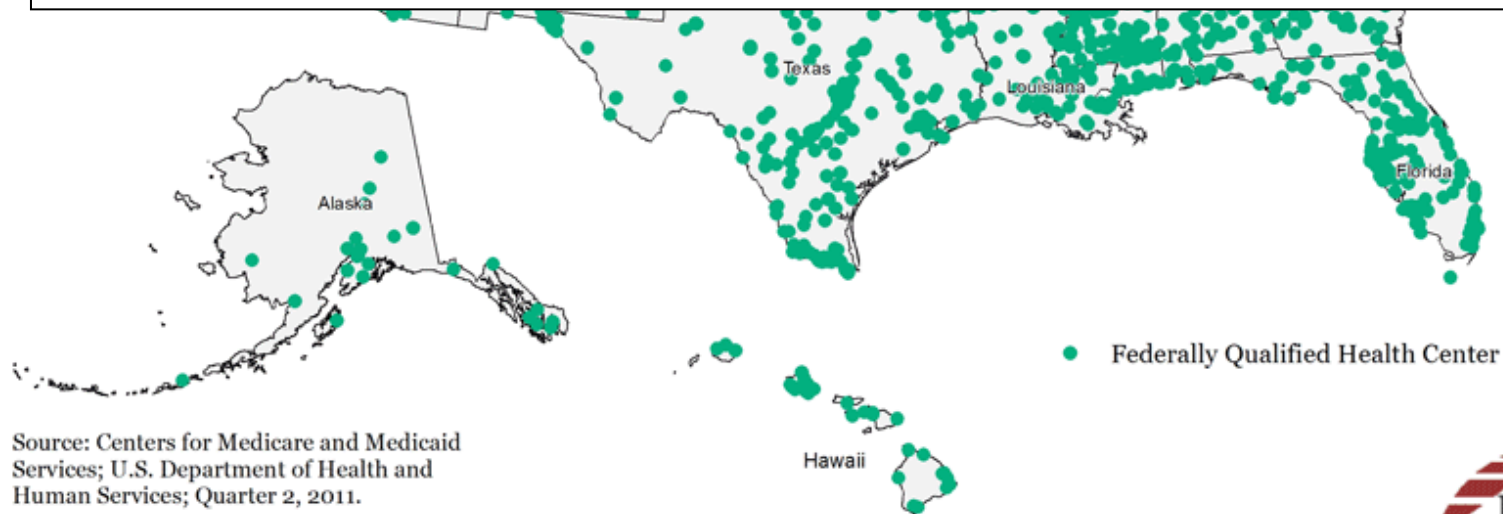 Texas
Louisiana
Florida
Alaska
Federally Qualified Health Center
Hawaii
Source: Centers for Medicare and Medicaid
Services; U.S. Department of Health and
Human Services; Quarter 2, 2011.